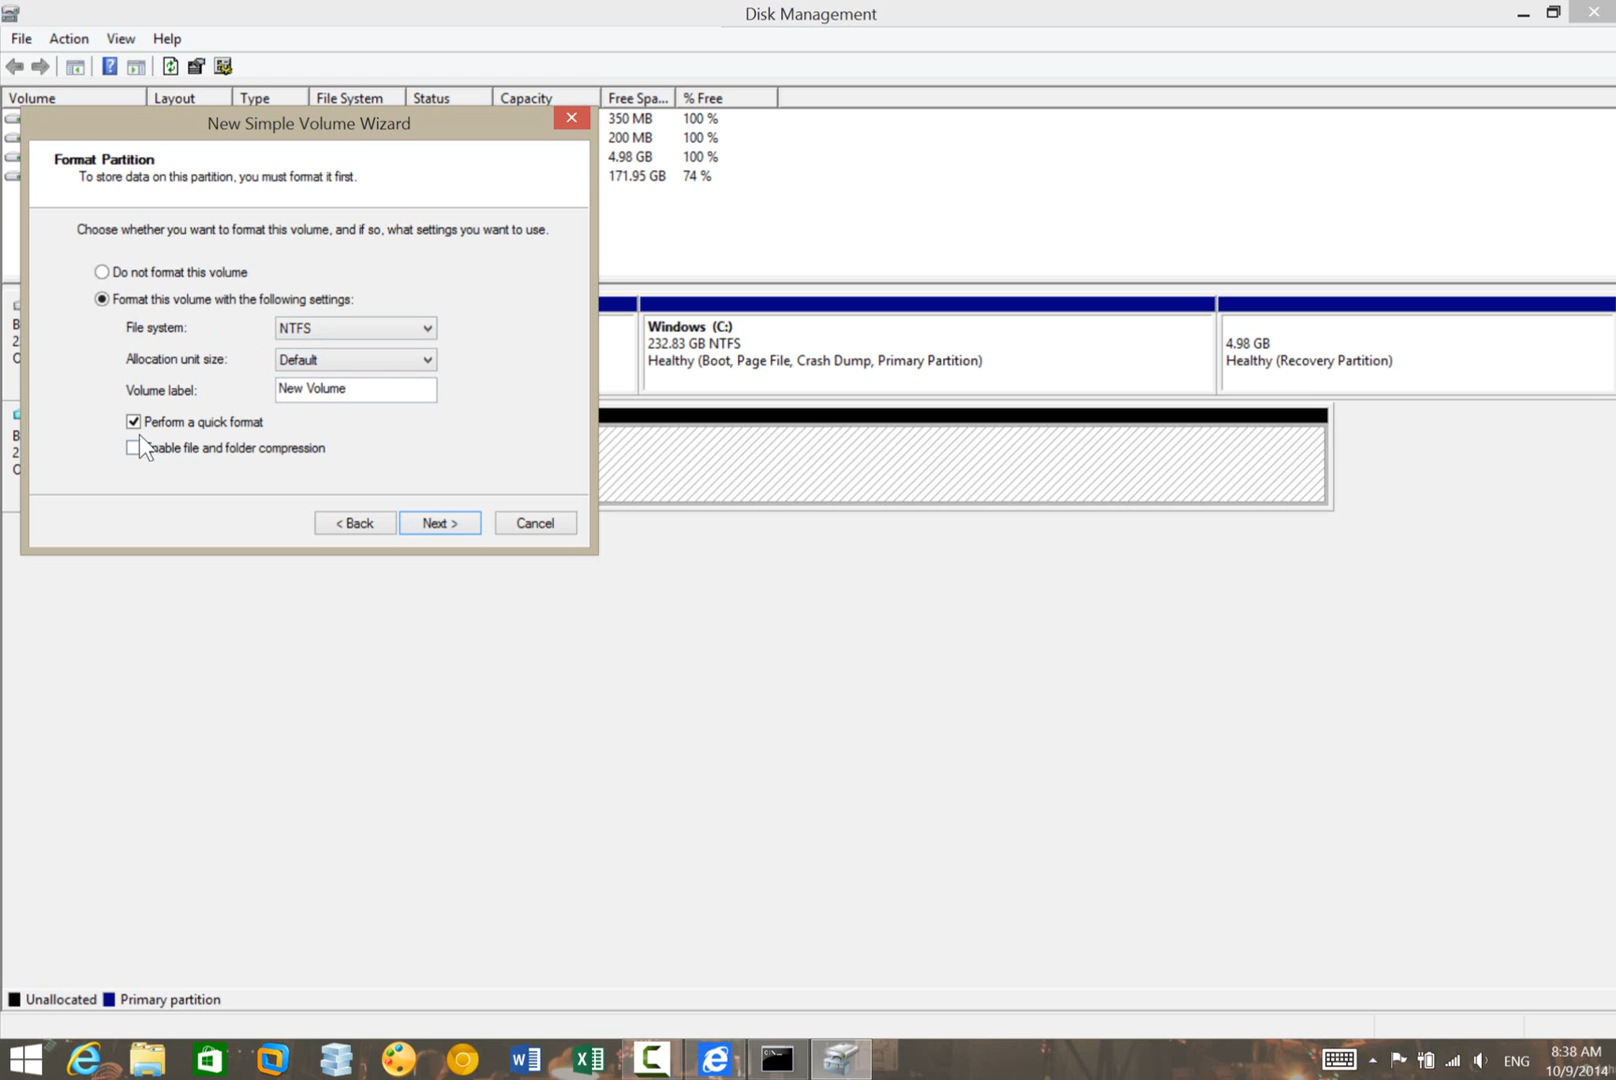 Disk Management
File Action View Help
Volume Layout Type File System Status Capacity Free Spa... % Free
350 MB 100 %
200 MB 100 %
4.98 GB 100 %
171.95 GB 74 %
New Simple Volume Wizard
Format Partition
To store data on this partition, you must format it first.
Choose whether you want to format this volume, and if so, what settings you want to use.
Do not format this volume
Format this volume with the following settings:
File system: NTFS
Allocation unit size: Default
Volume label: New Volume
Perform a quick format
file and folder compression
< Back Next > Cancel
B
2
O
Windows (C:)
232.83 GB NTFS
Healthy (Boot, Page File, Crash Dump, Primary Partition)
4.98 GB
Healthy (Recovery Partition)
B
2
O
Unallocated Primary partition
ENG
8:38 AM
10/9/2014